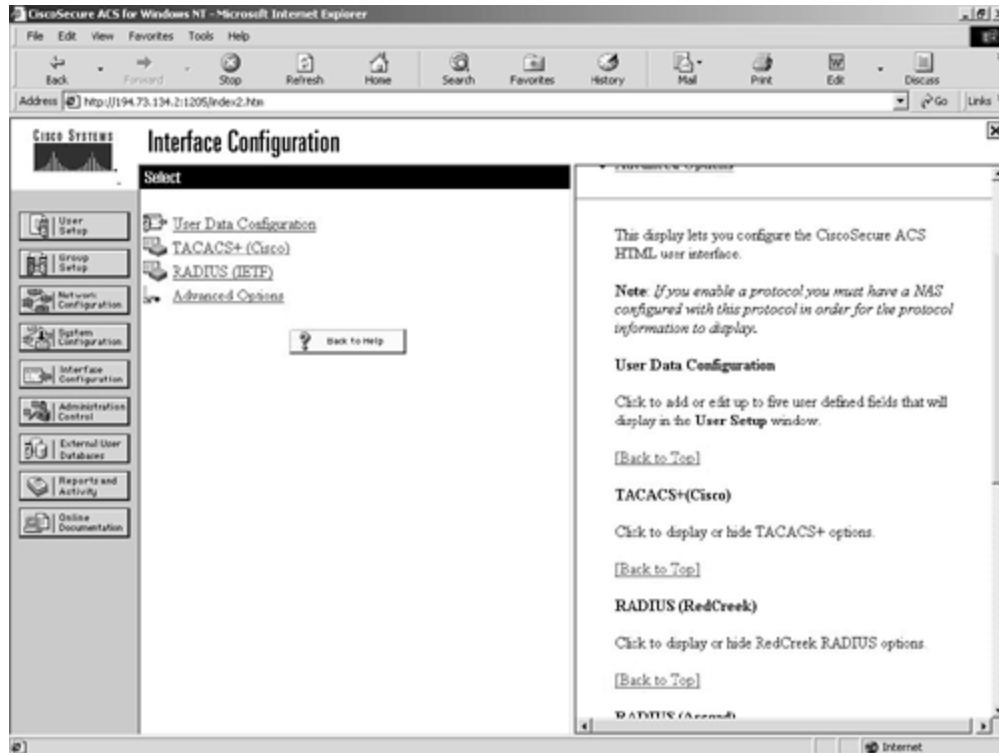 CiscoSecure ACS for Windows NT - Microsoft Internet Explorer
File Edit View Favorites Tools Help
Back Forward Stop Refresh Home Search Favorites History Mail Print Edit Discuss
Address http://194.73.134.2:1205/index2.htm Go Links
CISCO SYSTEMS
Interface Configuration
Select
User Setup
Group Setup
Network Configuration
System Configuration
Interface Configuration
Administration Control
External User Databases
Reports and Activity
Online Documentation
User Data Configuration
TACACS+ (Cisco)
RADIUS (IETF)
Advanced Options
Back to Help
Advanced Options
This display lets you configure the CiscoSecure ACS
HTML user interface.
Note: If you enable a protocol you must have a NAS
configured with this protocol in order for the protocol
information to display.
User Data Configuration
Click to add or edit up to five user defined fields that will
display in the User Setup window.
[Back to Top]
TACACS+(Cisco)
Click to display or hide TACACS+ options.
[Back to Top]
RADIUS (RedCreek)
Click to display or hide RedCreek RADIUS options.
[Back to Top]
RADIUS (Ascend)
Internet